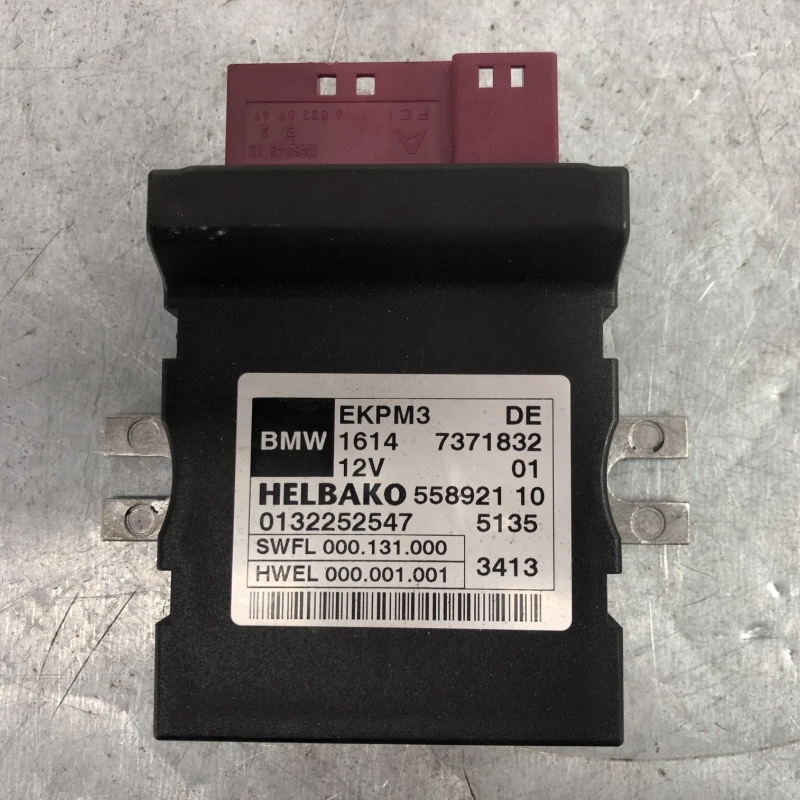 FCI
BMW
EKPM3 DE
1614 7371832
12V 01
HELBAKO 558921 10
0132252547 5135
SWFL 000.131.000
HWEL 000.001.001
3413